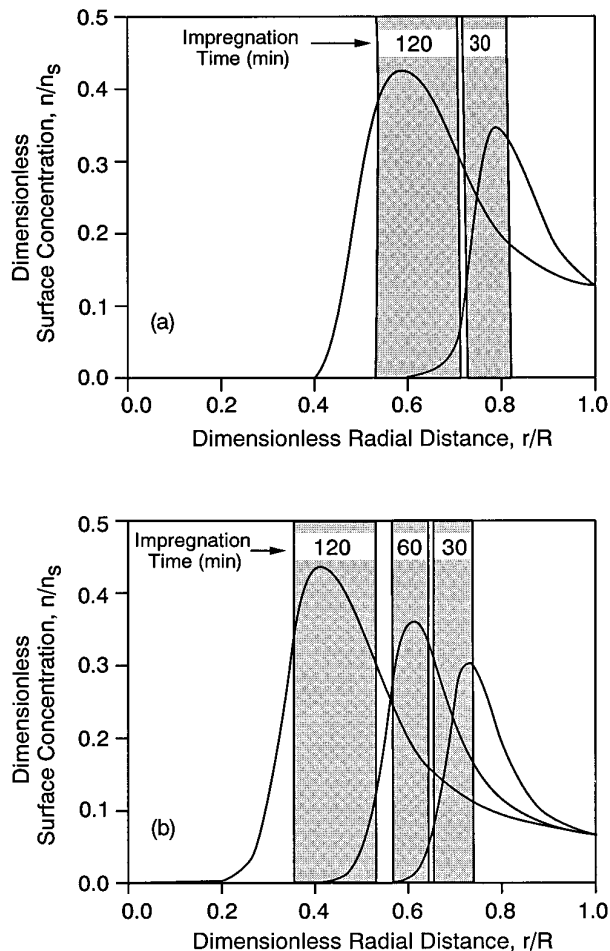 Dimensionless
Surface Concentration, n/nₛ
0.5
0.4
0.3
0.2
0.1
0.0
Impregnation
Time (min)
120
30
(a)
0.0
0.2
0.4
0.6
0.8
1.0
Dimensionless Radial Distance, r/R
Dimensionless
Surface Concentration, n/nₛ
0.5
0.4
0.3
0.2
0.1
0.0
Impregnation
Time (min)
120
60
30
(b)
0.0
0.2
0.4
0.6
0.8
1.0
Dimensionless Radial Distance, r/R